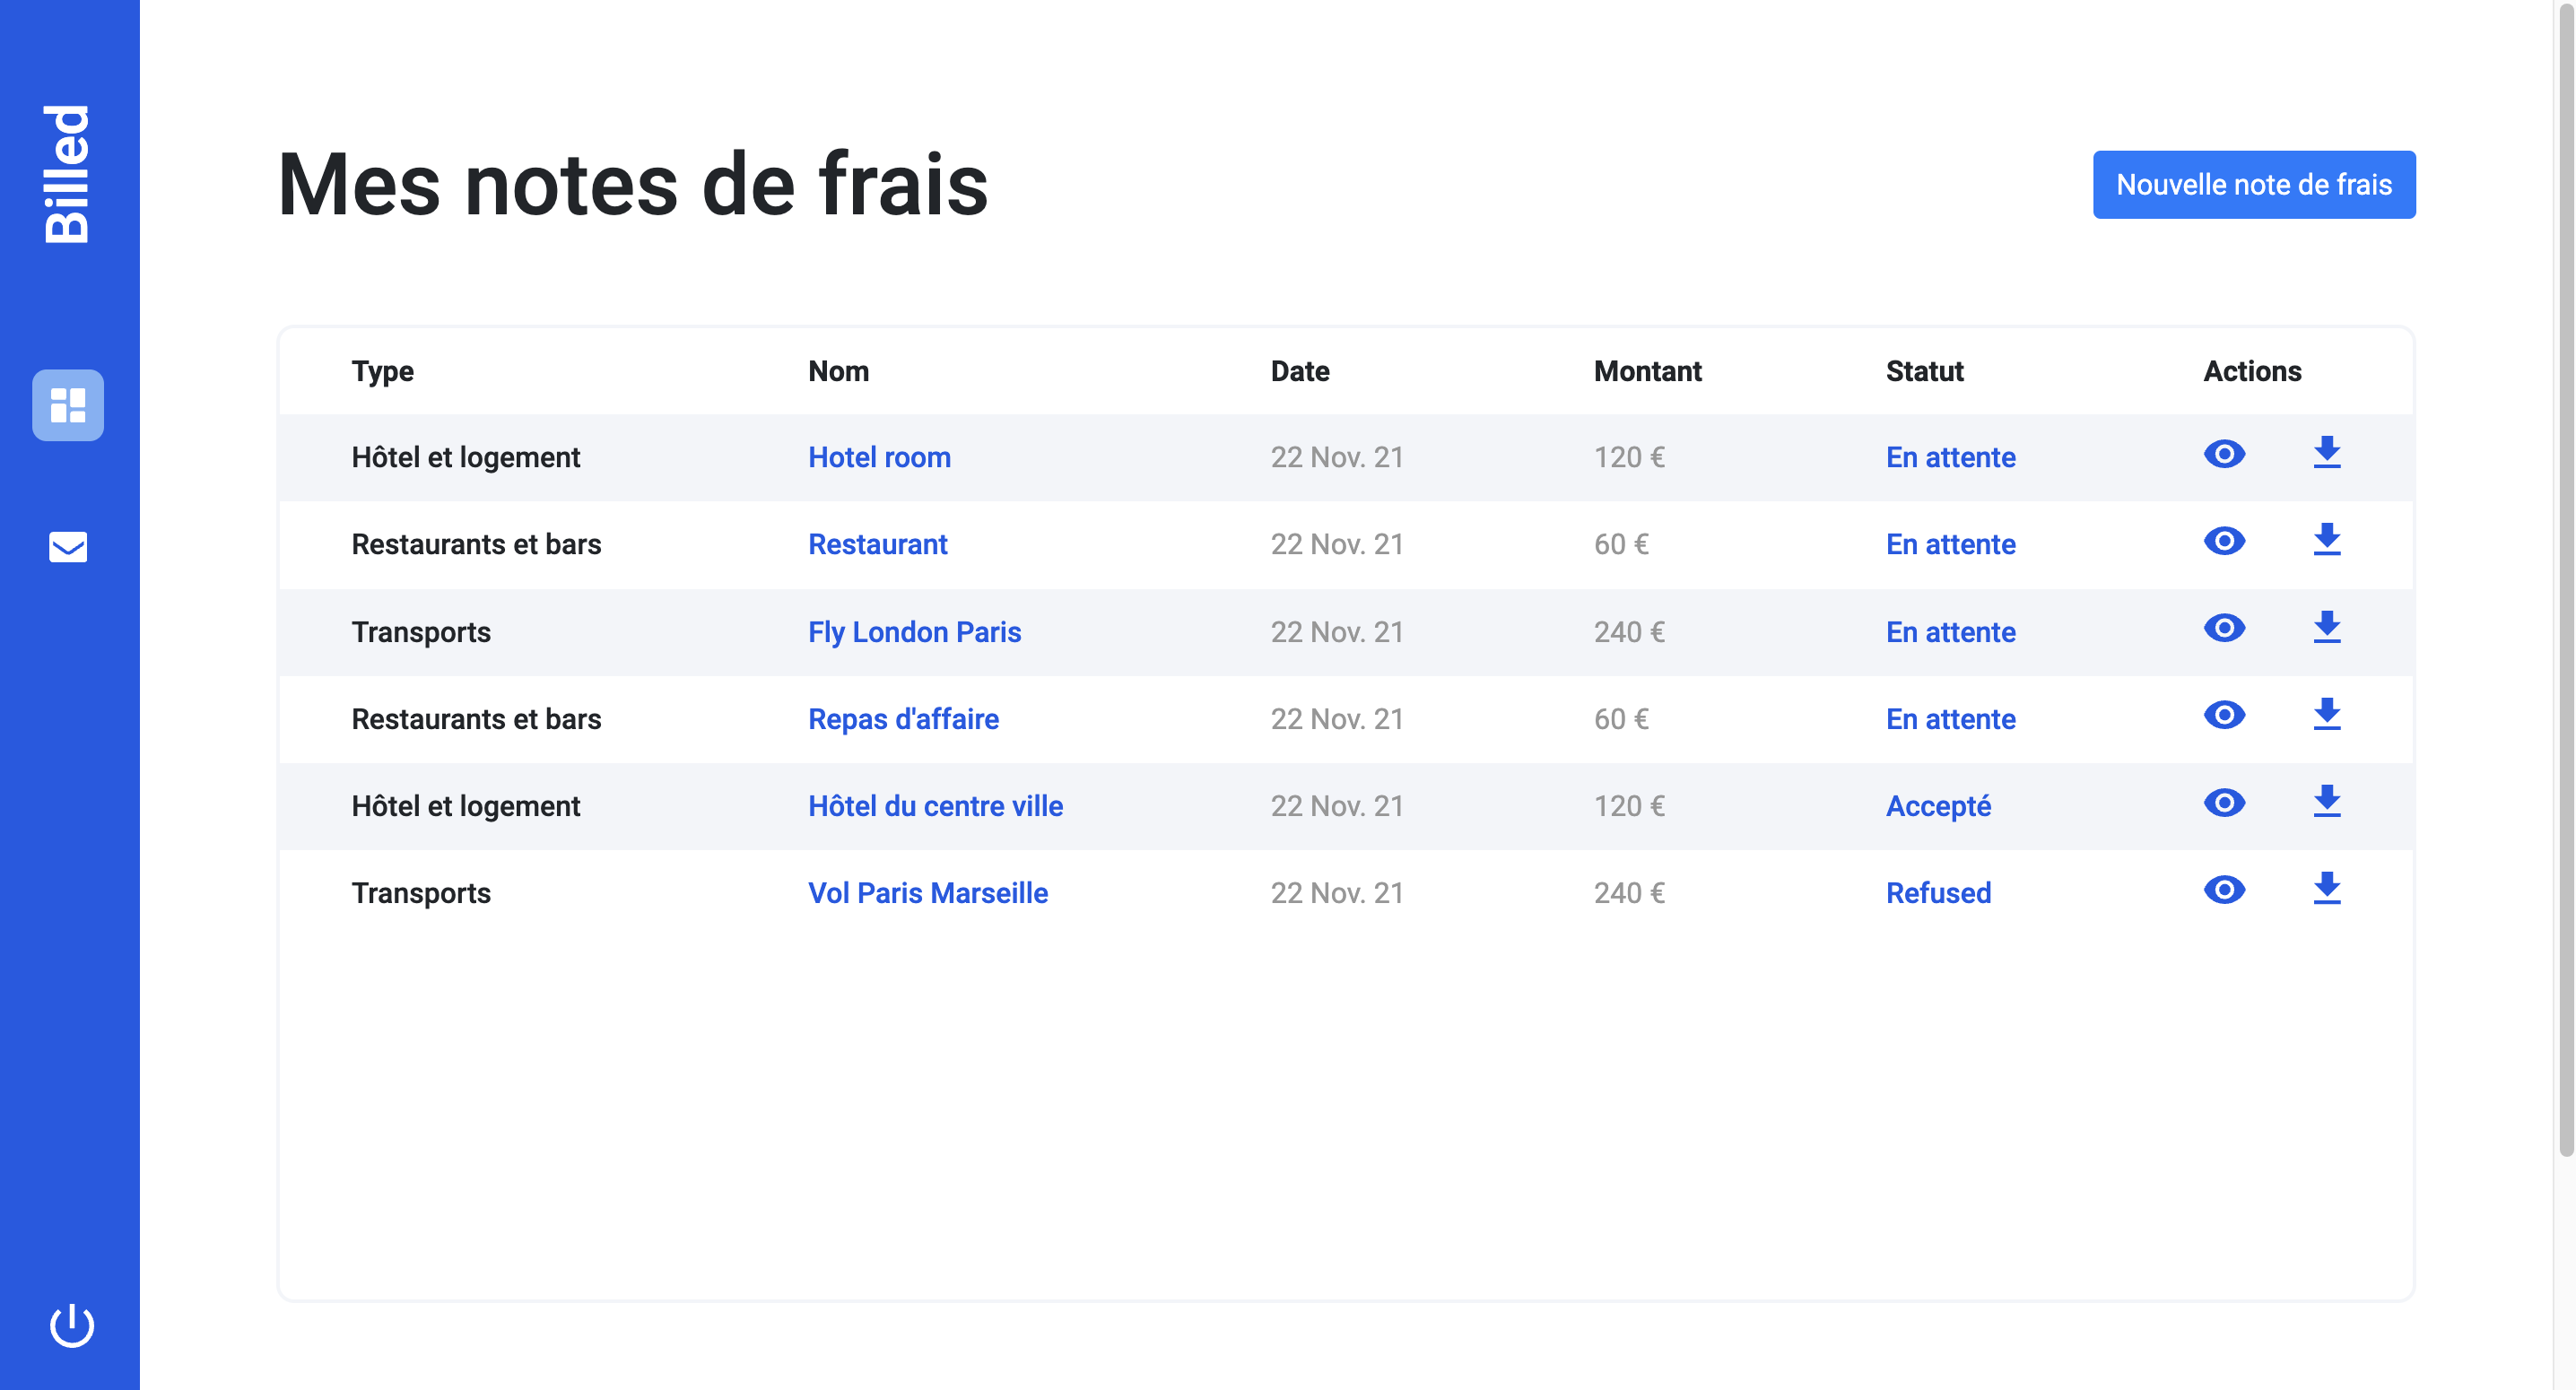 Billed
Mes notes de frais
Nouvelle note de frais
Type Nom Date Montant Statut Actions
Hôtel et logement Hotel room 22 Nov. 21 120 € En attente
Restaurants et bars Restaurant 22 Nov. 21 60 € En attente
Transports Fly London Paris 22 Nov. 21 240 € En attente
Restaurants et bars Repas d'affaire 22 Nov. 21 60 € En attente
Hôtel et logement Hôtel du centre ville 22 Nov. 21 120 € Accepté
Transports Vol Paris Marseille 22 Nov. 21 240 € Refused